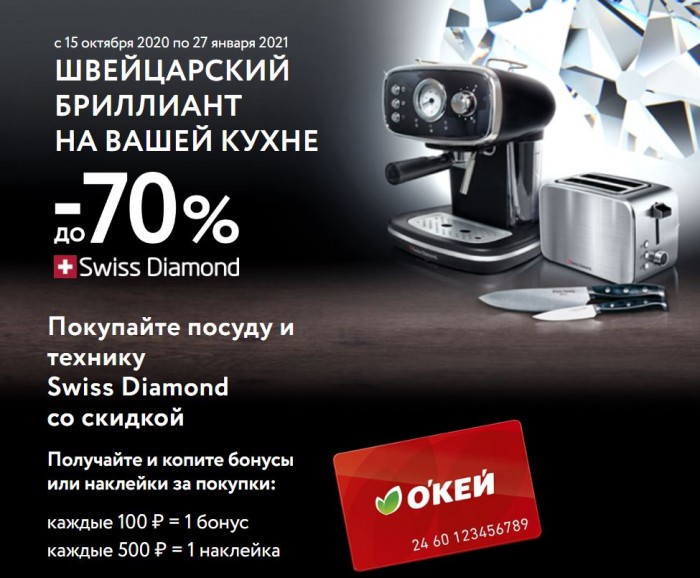 с 15 октября 2020 по 27 января 2021
ШВЕЙЦАРСКИЙ
БРИЛЛИАНТ
НА ВАШЕЙ КУХНЕ
до -70%
Swiss Diamond
Покупайте посуду и
технику
Swiss Diamond
со скидкой
Получайте и копите бонусы
или наклейки за покупки:
каждые 100 ₽ = 1 бонус
каждые 500 ₽ = 1 наклейка
О'КЕЙ
24 60 123456789